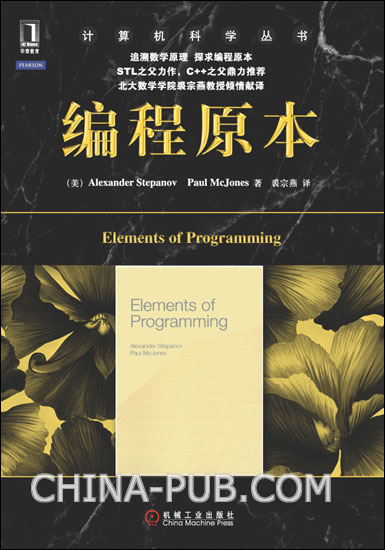 计算机科学丛书
华章教育
PEARSON
追溯数学原理 探求编程原本
STL之父力作，C++之父鼎力推荐
北大数学学院裘宗燕教授倾情献译
编程原本
（美）Alexander Stepanov Paul McJones 著 裘宗燕 译
Elements of Programming
Elements of
Programming
Alexander Stepanov
Paul McJones
CHINA-PUB.COM
机械工业出版社
China Machine Press